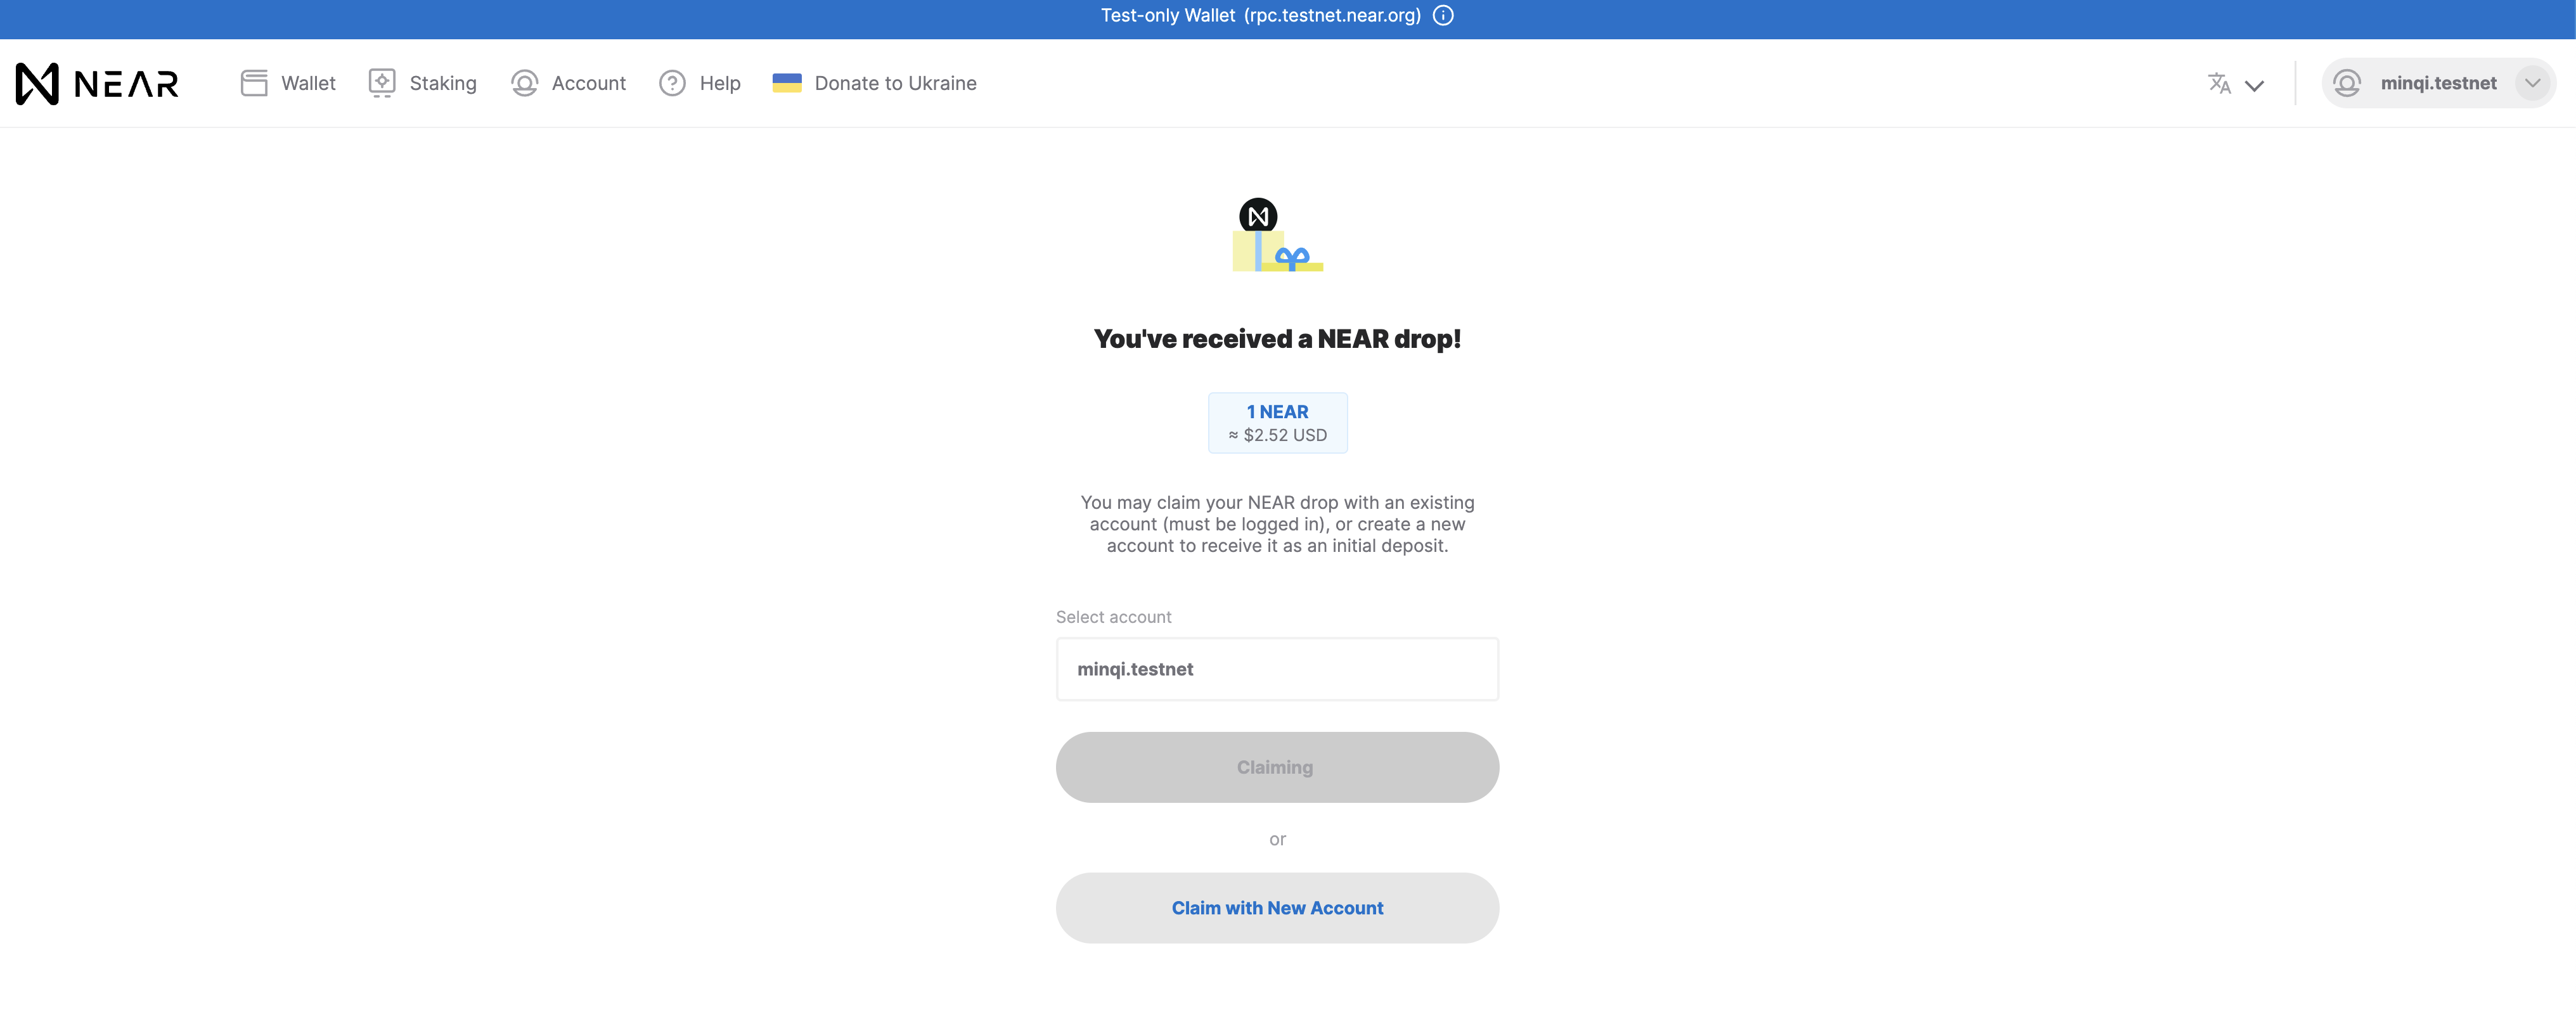 Test-only Wallet (rpc.testnet.near.org)
NEAR
Wallet
Staking
Account
Help
Donate to Ukraine
minqi.testnet
You've received a NEAR drop!
1 NEAR
≈ $2.52 USD
You may claim your NEAR drop with an existing
account (must be logged in), or create a new
account to receive it as an initial deposit.
Select account
minqi.testnet
Claiming
or
Claim with New Account